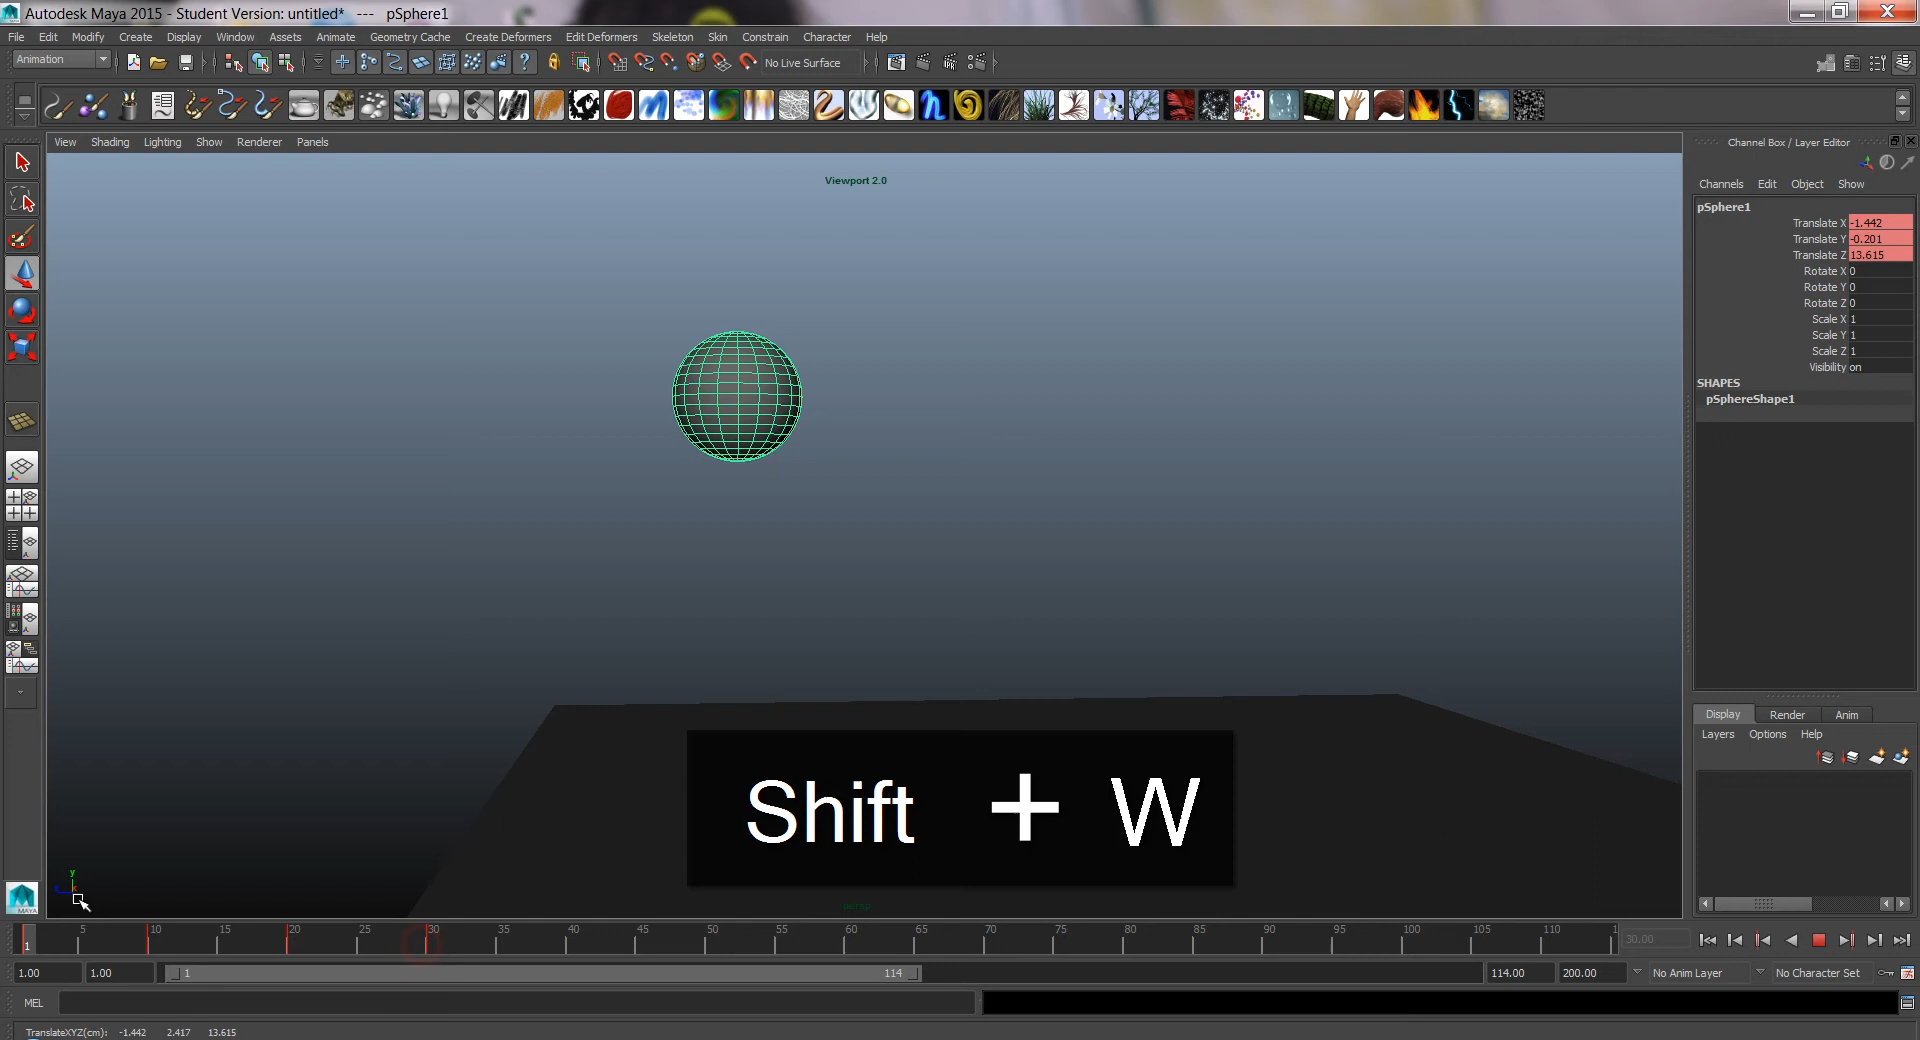 Autodesk Maya 2015 - Student Version: untitled* --- pSphere1
File Edit Modify Create Display Window Assets Animate Geometry Cache Create Deformers Edit Deformers Skeleton Skin Constrain Character Help
Animation
No Live Surface
View Shading Lighting Show Renderer Panels
Viewport 2.0
Channel Box / Layer Editor
Channels Edit Object Show
pSphere1
Translate X -1.442
Translate Y -0.201
Translate Z 13.615
Rotate X 0
Rotate Y 0
Rotate Z 0
Scale X 1
Scale Y 1
Scale Z 1
Visibility on
SHAPES
pSphereShape1
Display Render Anim
Layers Options Help
Shift + W
y
persp
MAYA
1 5 10 15 20 25 30 35 40 45 50 55 60 65 70 75 80 85 90 95 100 105 110 1
30.00
1.00 1.00 1 114 114.00 200.00 No Anim Layer No Character Set
MEL
TranslateXYZ(cm): -1.442 2.417 13.615